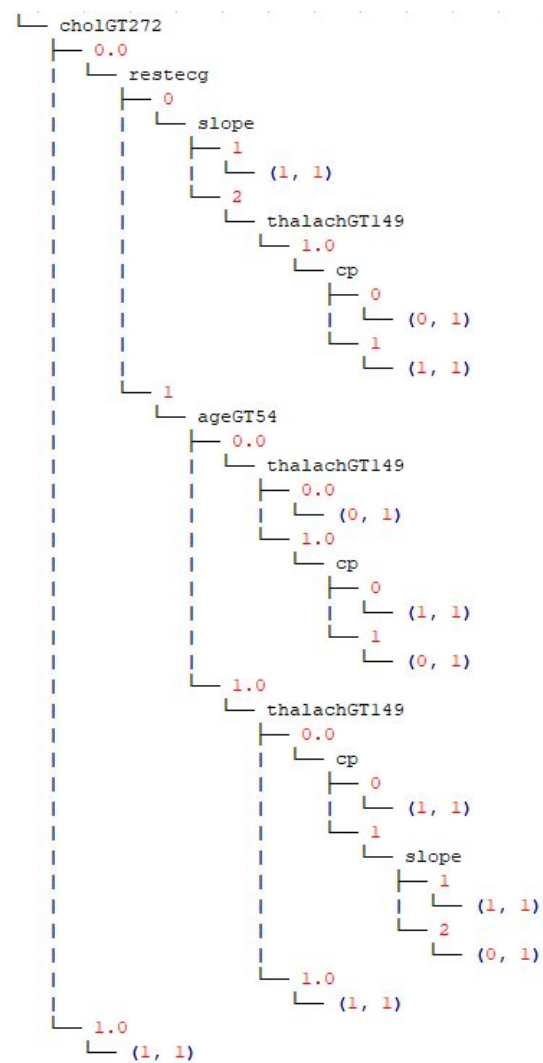 cholGT272
0.0
restecg
0
slope
1
(1, 1)
2
thalachGT149
1.0
cp
0
(0, 1)
1
(1, 1)
1
ageGT54
0.0
thalachGT149
0.0
(0, 1)
1.0
cp
0
(1, 1)
1
(0, 1)
1.0
thalachGT149
0.0
cp
0
(1, 1)
1
slope
1
(1, 1)
2
(0, 1)
1.0
(1, 1)
1.0
(1, 1)